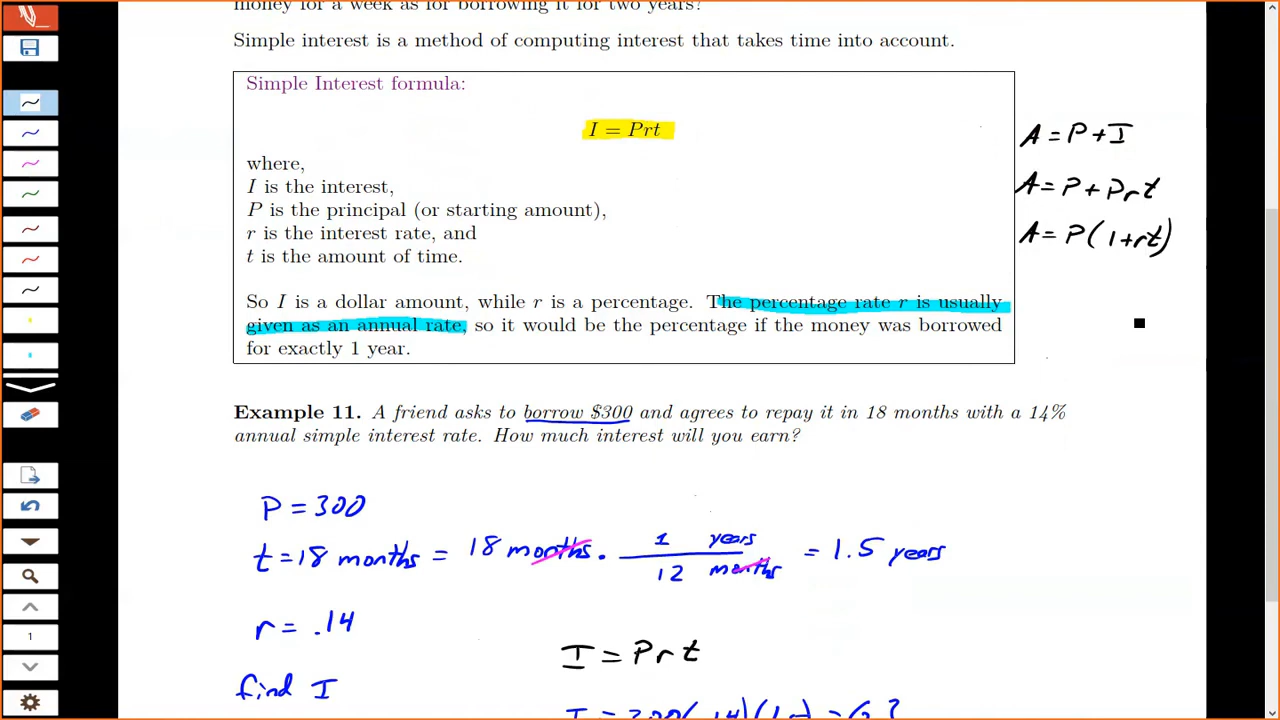 money for a week as for borrowing it for two years?
Simple interest is a method of computing interest that takes time into account.
Simple Interest formula:
I = Prt
where,
I is the interest,
P is the principal (or starting amount),
r is the interest rate, and
t is the amount of time.
So I is a dollar amount, while r is a percentage. The percentage rate r is usually
given as an annual rate, so it would be the percentage if the money was borrowed
for exactly 1 year.
A = P + I
A = P + Prt
A = P(1+rt)
Example 11. A friend asks to borrow $300 and agrees to repay it in 18 months with a 14%
annual simple interest rate. How much interest will you earn?
P = 300
t = 18 months = 18 months · 1 years / 12 months = 1.5 years
r = .14
find I
I = Prt
I = 300(.14)(1.5) = 63
1